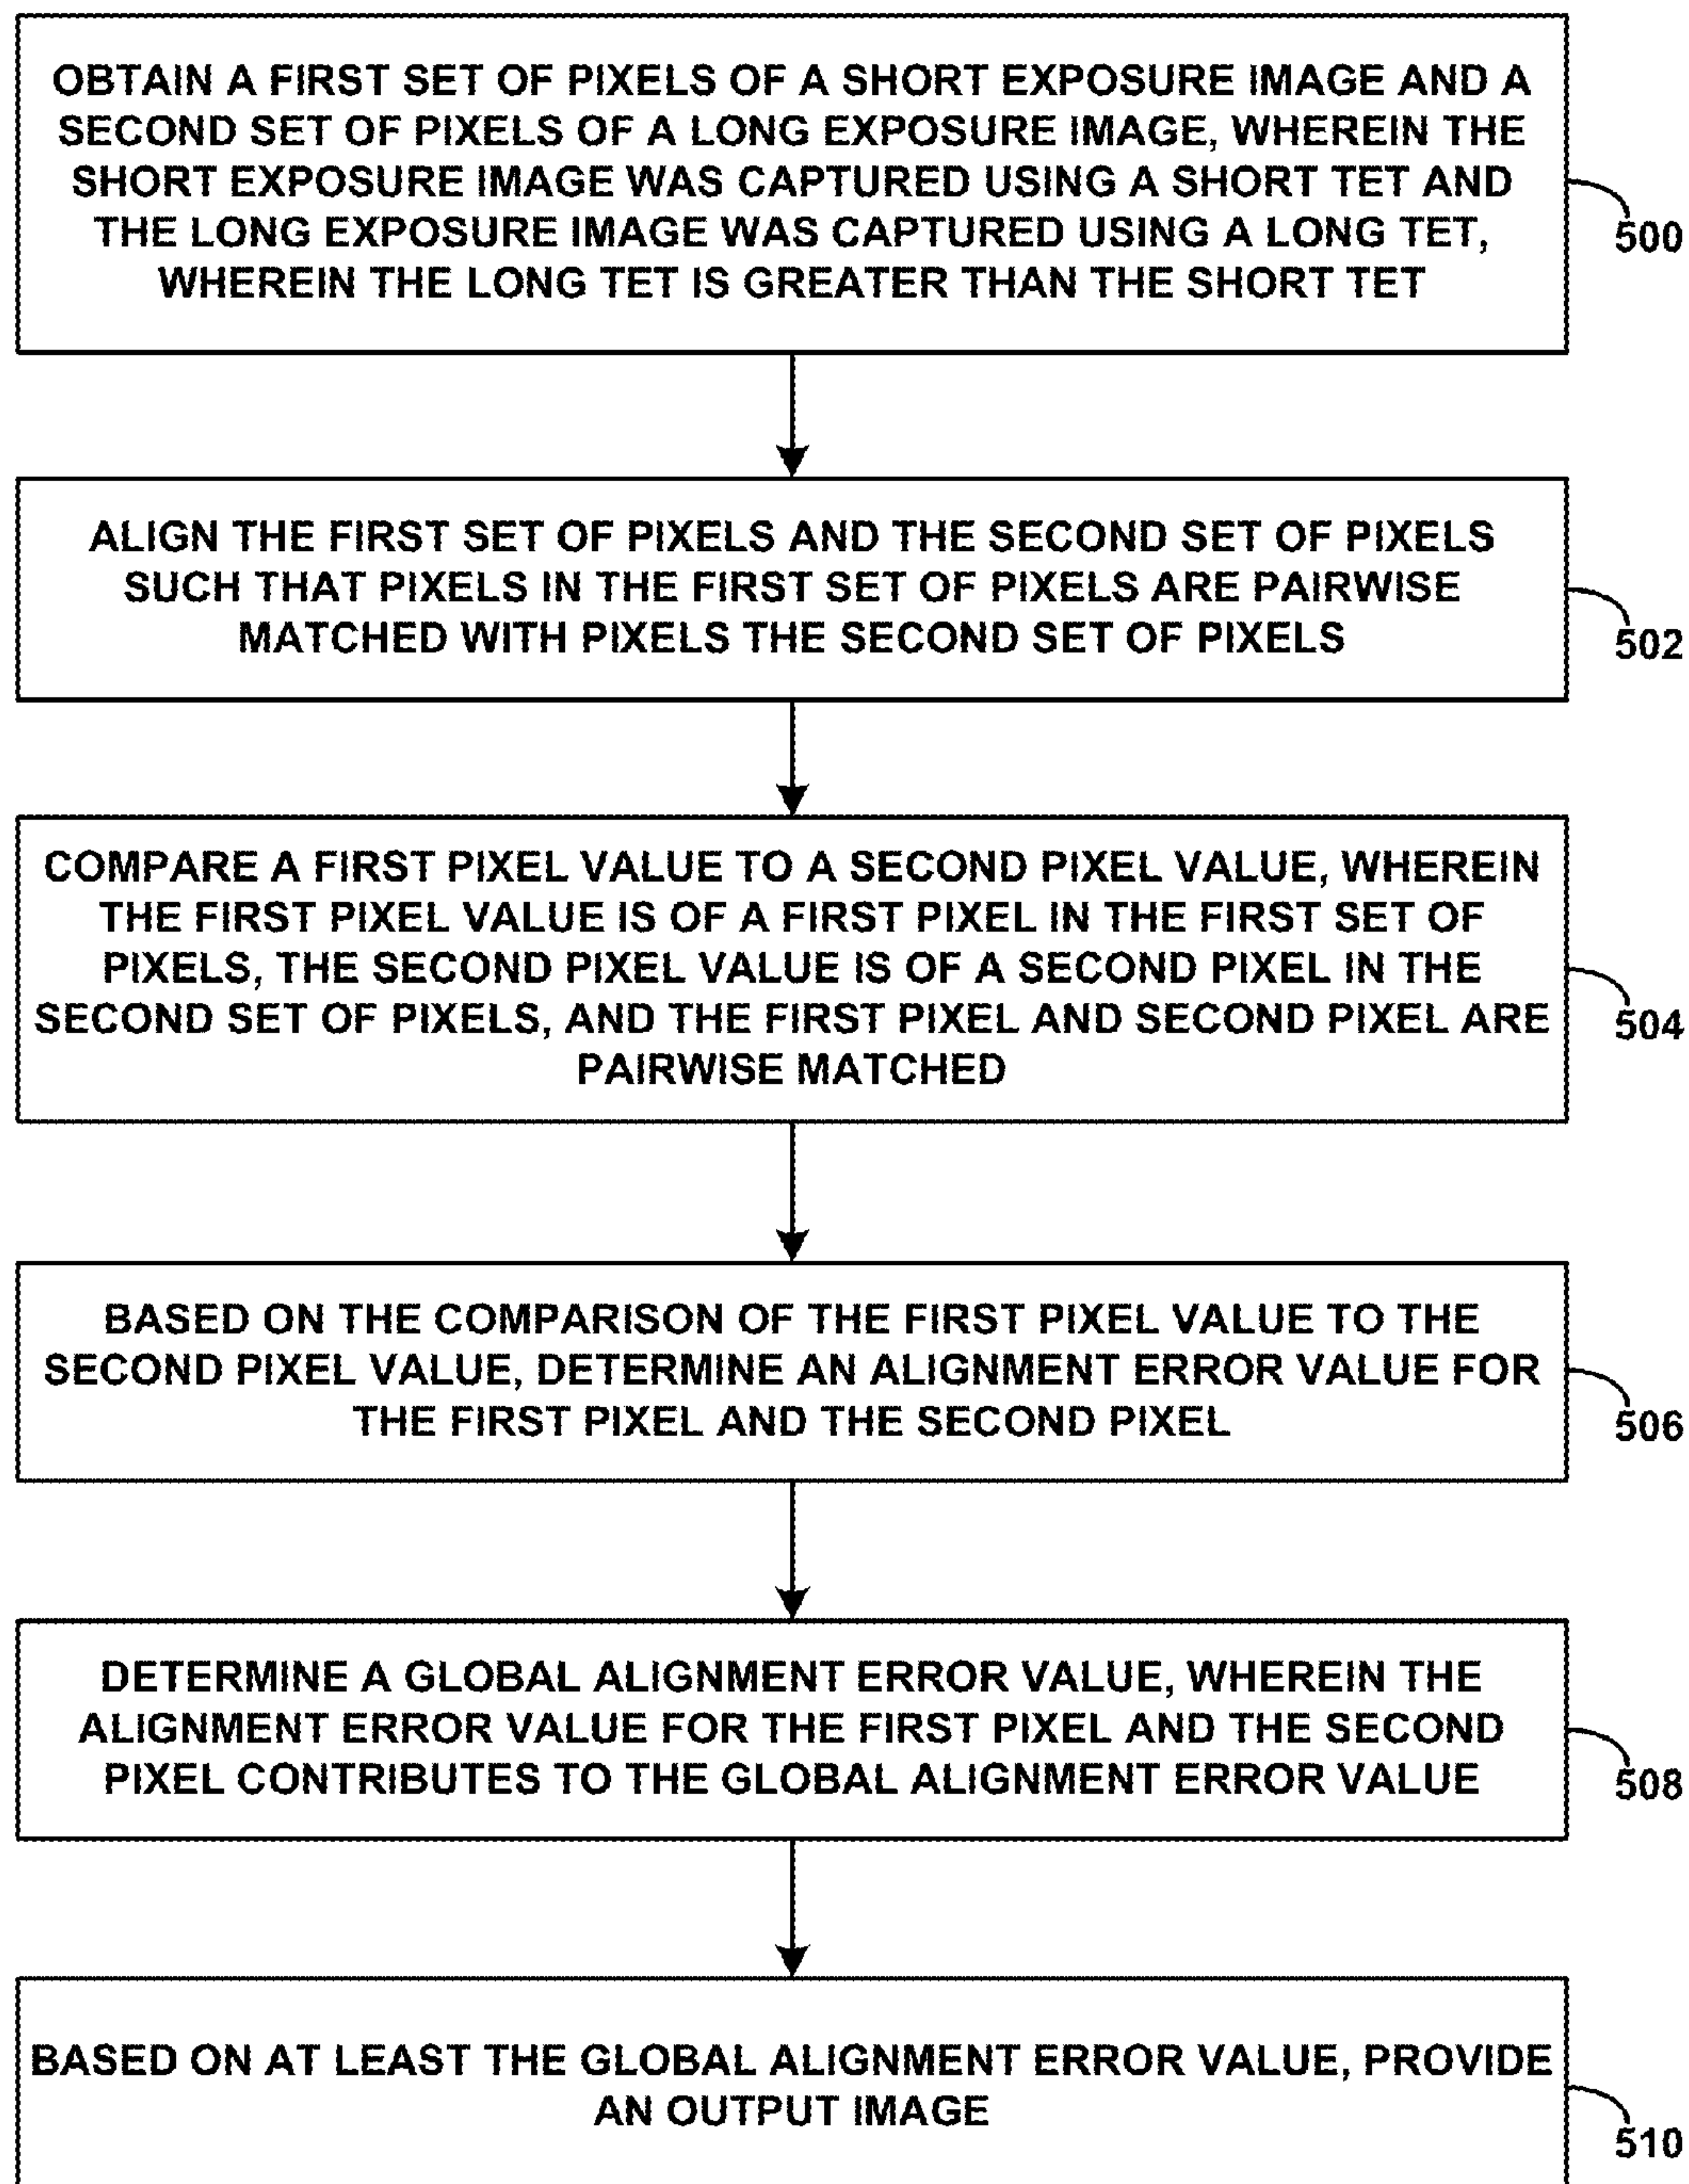 OBTAIN A FIRST SET OF PIXELS OF A SHORT EXPOSURE IMAGE AND A
SECOND SET OF PIXELS OF A LONG EXPOSURE IMAGE, WHEREIN THE
SHORT EXPOSURE IMAGE WAS CAPTURED USING A SHORT TET AND
THE LONG EXPOSURE IMAGE WAS CAPTURED USING A LONG TET,
WHEREIN THE LONG TET IS GREATER THAN THE SHORT TET
500
ALIGN THE FIRST SET OF PIXELS AND THE SECOND SET OF PIXELS
SUCH THAT PIXELS IN THE FIRST SET OF PIXELS ARE PAIRWISE
MATCHED WITH PIXELS THE SECOND SET OF PIXELS
502
COMPARE A FIRST PIXEL VALUE TO A SECOND PIXEL VALUE, WHEREIN
THE FIRST PIXEL VALUE IS OF A FIRST PIXEL IN THE FIRST SET OF
PIXELS, THE SECOND PIXEL VALUE IS OF A SECOND PIXEL IN THE
SECOND SET OF PIXELS, AND THE FIRST PIXEL AND SECOND PIXEL ARE
PAIRWISE MATCHED
504
BASED ON THE COMPARISON OF THE FIRST PIXEL VALUE TO THE
SECOND PIXEL VALUE, DETERMINE AN ALIGNMENT ERROR VALUE FOR
THE FIRST PIXEL AND THE SECOND PIXEL
506
DETERMINE A GLOBAL ALIGNMENT ERROR VALUE, WHEREIN THE
ALIGNMENT ERROR VALUE FOR THE FIRST PIXEL AND THE SECOND
PIXEL CONTRIBUTES TO THE GLOBAL ALIGNMENT ERROR VALUE
508
BASED ON AT LEAST THE GLOBAL ALIGNMENT ERROR VALUE, PROVIDE
AN OUTPUT IMAGE
510